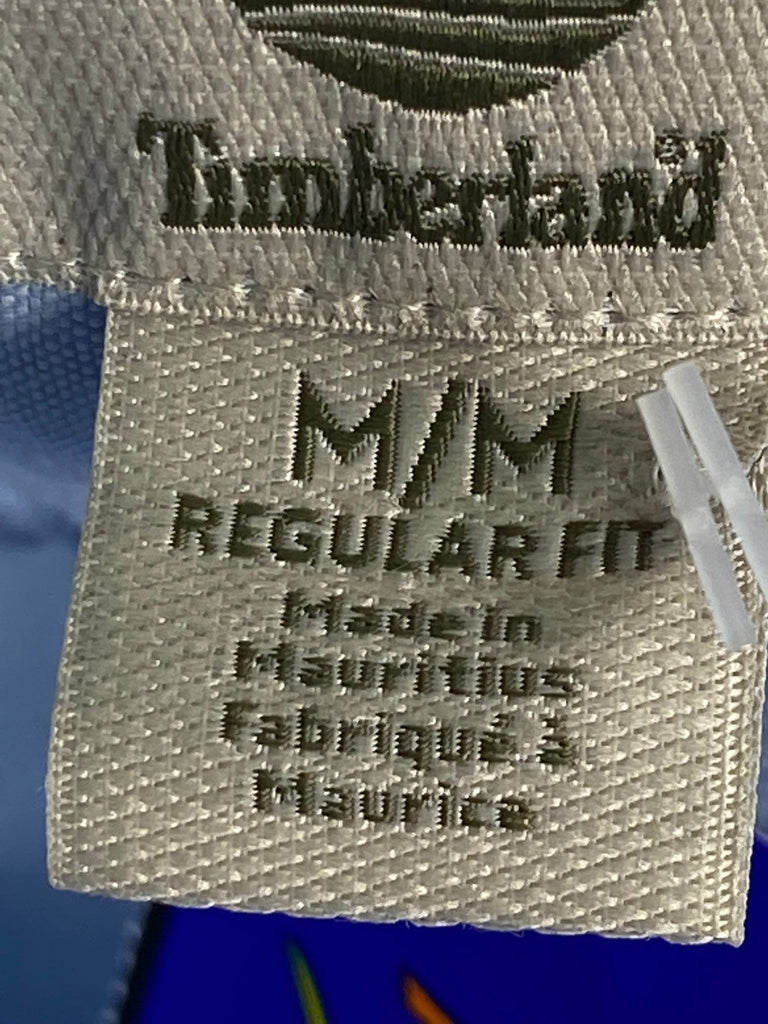 Timberland®
M/M
REGULAR FIT
Made in
Mauritius
Fabriqué à
Maurice